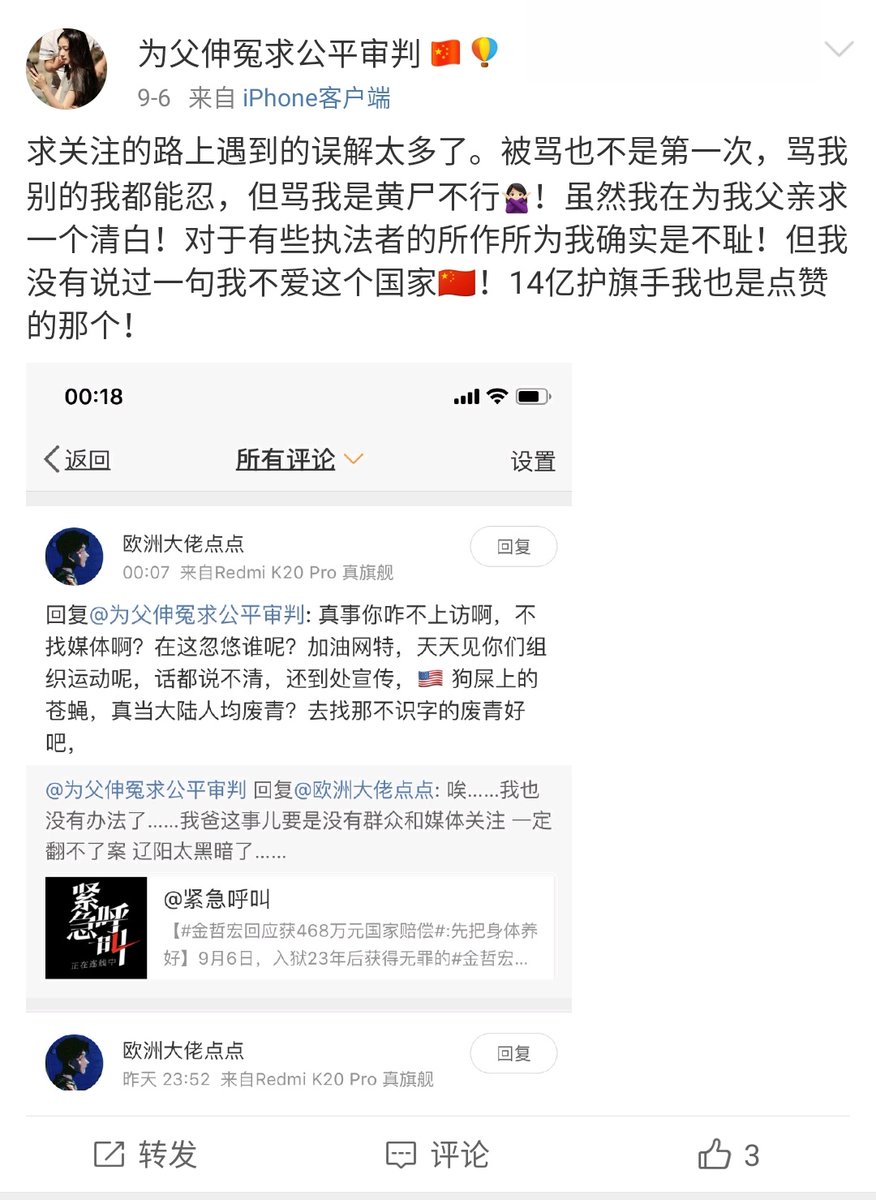 为父伸冤求公平审判🇨🇳🎈
9-6 来自 iPhone客户端
求关注的路上遇到的误解太多了。被骂也不是第一次，骂我
别的我都能忍，但骂我是黄尸不行🙅🏻‍♀️！虽然我在为我父亲求
一个清白！对于有些执法者的所作所为我确实是不耻！但我
没有说过一句我不爱这个国家🇨🇳！14亿护旗手我也是点赞
的那个！
00:18
返回 所有评论 设置
欧洲大佬点点 回复
00:07 来自Redmi K20 Pro 真旗舰
回复@为父伸冤求公平审判: 真事你咋不上访啊，不
找媒体啊？在这忽悠谁呢？加油网特，天天见你们组
织运动呢，话都说不清，还到处宣传，🇺🇸 狗屎上的
苍蝇，真当大陆人均废青？去找那不识字的废青好
吧，
@为父伸冤求公平审判 回复@欧洲大佬点点: 唉......我也
没有办法了......我爸这事儿要是没有群众和媒体关注 一定
翻不了案 辽阳太黑暗了......
紧急呼叫
正在连线中
@紧急呼叫
【#金哲宏回应获468万元国家赔偿#:先把身体养
好】9月6日，入狱23年后获得无罪的#金哲宏...
欧洲大佬点点 回复
昨天 23:52 来自Redmi K20 Pro 真旗舰
转发 评论 3